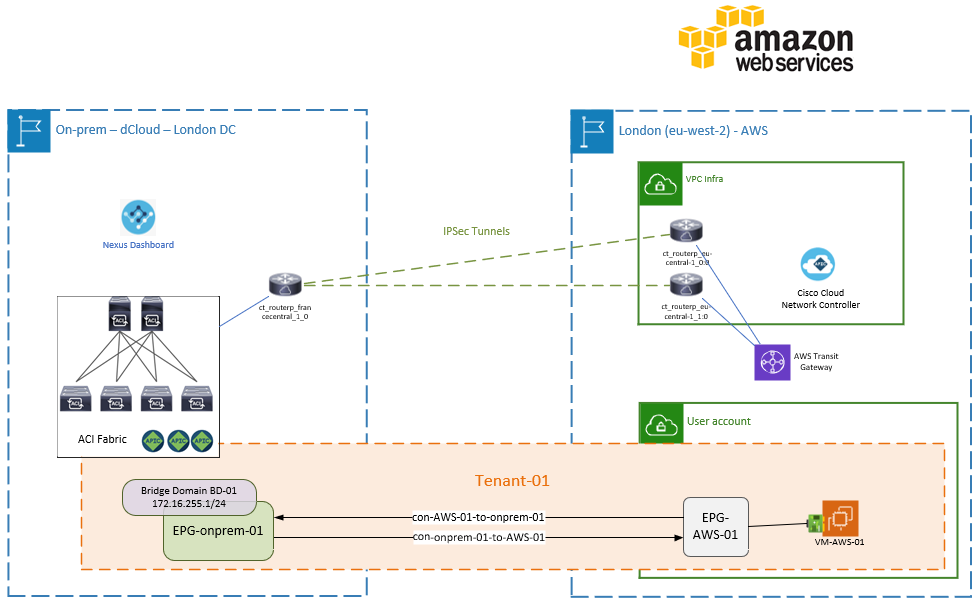 amazon
webservices
On-prem – dCloud – London DC
London (eu-west-2) - AWS
VPC Infra
Nexus Dashboard
IPSec Tunnels
ct_routerp_eu-
central-1_0:0
ct_routerp_fran
cecentral_1_0
ct_routerp_eu-
central-1_1:0
Cisco Cloud
Network Controller
ACI
ACI
AWS Transit
Gateway
ACI
ACI
ACI
ACI
User account
ACI Fabric
APIC
APIC
APIC
APIC
Tenant-01
Bridge Domain BD-01
172.16.255.1/24
EPG-onprem-01
con-AWS-01-to-onprem-01
con-onprem-01-to-AWS-01
EPG-
AWS-01
VM-AWS-01